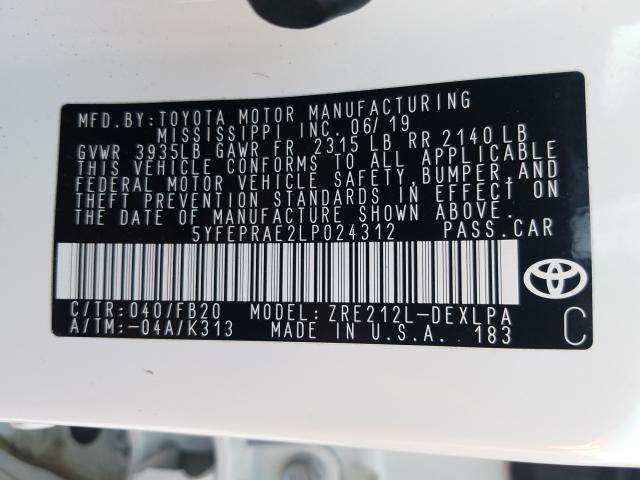 MFD.BY:TOYOTA MOTOR MANUFACTURING
MISSISSIPPI INC. 06/19
GVWR 3935LB GAWR FR 2315 LB RR 2140 LB
THIS VEHICLE CONFORMS TO ALL APPLICABLE
FEDERAL MOTOR VEHICLE SAFETY,BUMPER,AND
THEFT PREVENTION STANDARDS IN EFFECT ON
THE DATE OF MANUFACTURE SHOWN ABOVE.
5YFEPRAE2LP024312 PASS.CAR
C/TR:040/FB20 MODEL:ZRE212L-DEXLPA
A/TM:-04A/K313 MADE IN U.S.A. 183 C